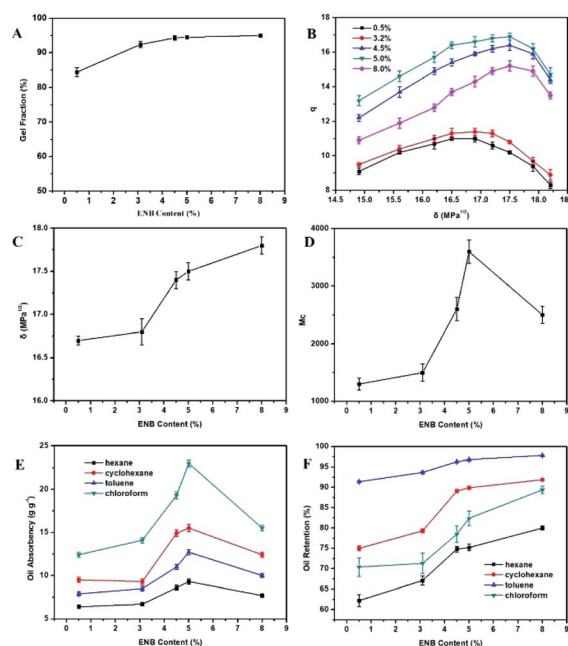 A
Gel Fraction (%)
100
90
80
70
60
50
0 1 2 3 4 5 6 7 8 9
ENB Content (%)
B
q
18
16
14
12
10
8
0.5%
3.2%
4.5%
5.0%
8.0%
14.5 15.0 15.5 16.0 16.5 17.0 17.5 18.0 18.5
δ (MPa1/2)
C
δ (MPa1/2)
18.0
17.5
17.0
16.5
16.0
0 1 2 3 4 5 6 7 8 9
ENB Content (%)
D
Mc
4000
3000
2000
1000
0 1 2 3 4 5 6 7 8 9
ENB Content (%)
E
Oil Absorbency (g g-1)
25
20
15
10
5
hexane
cyclohexane
toluene
chloroform
0 1 2 3 4 5 6 7 8 9
ENB Content (%)
F
Oil Retention (%)
100
95
90
85
80
75
70
65
60
hexane
cyclohexane
toluene
chloroform
0 1 2 3 4 5 6 7 8 9
ENB Content (%)